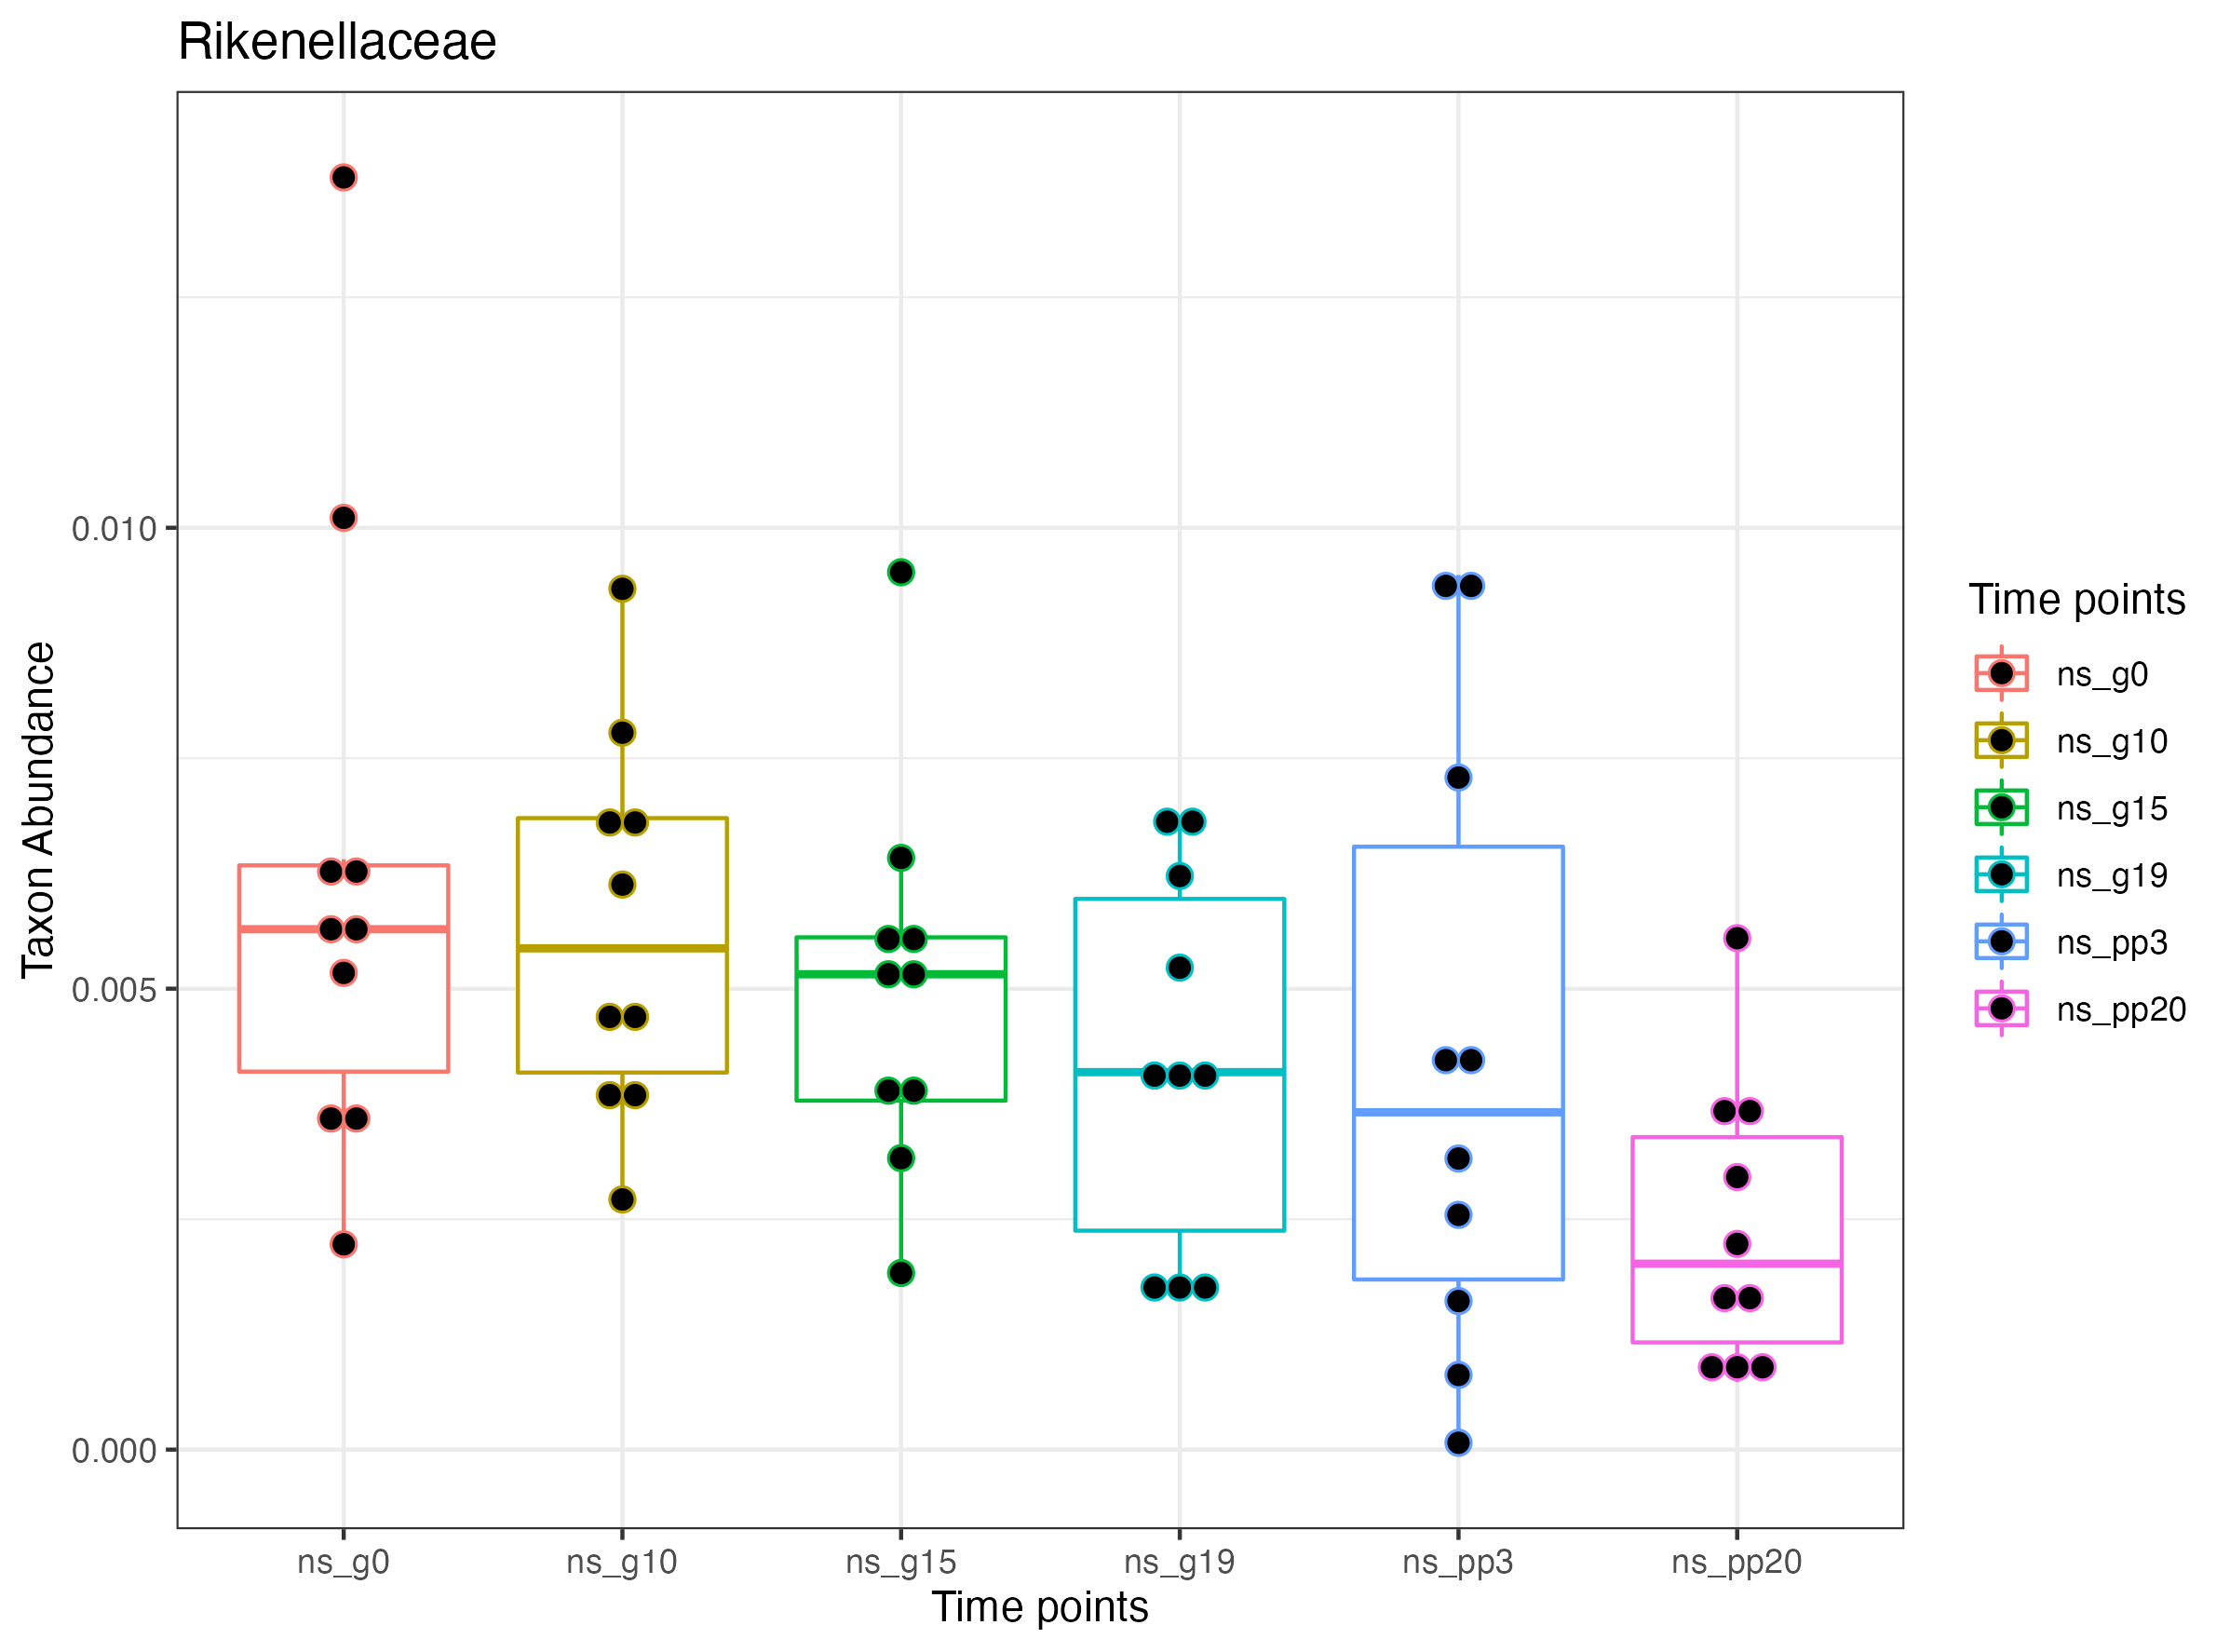 Rikenellaceae
Taxon Abundance
0.010
0.005
0.000
ns_g0
ns_g10
ns_g15
ns_g19
ns_pp3
ns_pp20
Time points
Time points
ns_g0
ns_g10
ns_g15
ns_g19
ns_pp3
ns_pp20